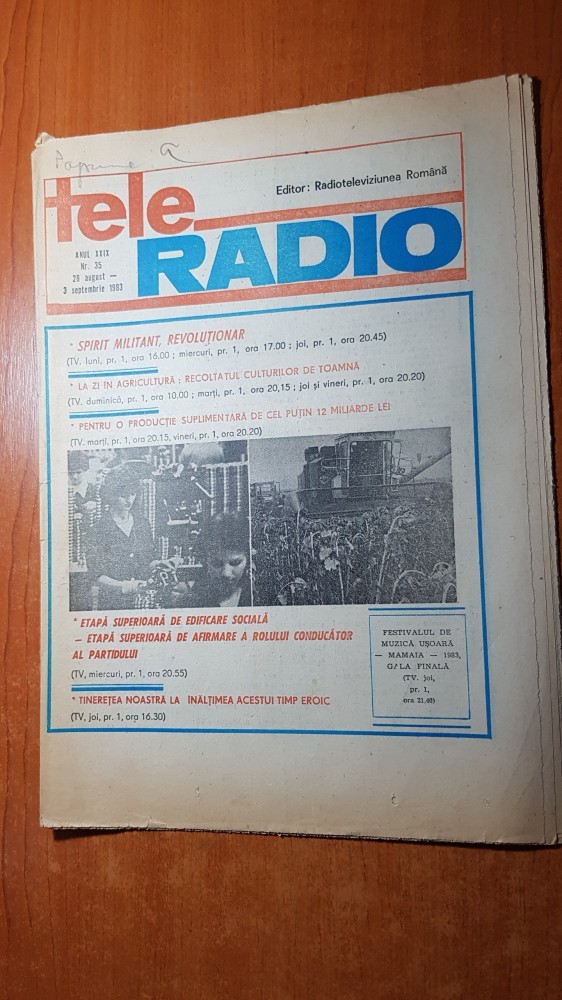 tele
RADIO
Editor: Radioteleviziunea Română
ANUL XXIX
Nr. 35
28 august —
3 septembrie 1983
* SPIRIT MILITANT, REVOLUȚIONAR
(TV. luni, pr. 1, ora 16.00 ; miercuri, pr. 1, ora 17.00 ; joi, pr. 1, ora 20.45)
* LA ZI ÎN AGRICULTURĂ : RECOLTATUL CULTURILOR DE TOAMNĂ
(TV. duminică, pr. 1, ora 10.00 ; marți, pr. 1, ora 20,15 ; joi și vineri, pr. 1, ora 20.20)
* PENTRU O PRODUCȚIE SUPLIMENTARĂ DE CEL PUȚIN 12 MILIARDE LEI
(TV, marți, pr. 1, ora 20.15, vineri, pr. 1, ora 20.20)
* ETAPĂ SUPERIOARĂ DE EDIFICARE SOCIALĂ
— ETAPĂ SUPERIOARĂ DE AFIRMARE A ROLULUI CONDUCĂTOR
AL PARTIDULUI
(TV, miercuri, pr. 1, ora 20.55)
* TINEREȚEA NOASTRĂ LA ÎNĂLȚIMEA ACESTUI TIMP EROIC
(TV, joi, pr. 1, ora 16.30)
FESTIVALUL DE
MUZICĂ UȘOARĂ
— MAMAIA — 1983,
GALA FINALĂ
(TV. joi,
pr. 1,
ora 21.40)